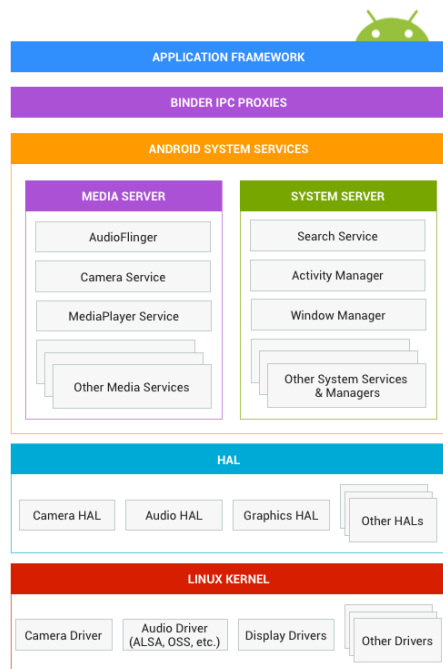 APPLICATION FRAMEWORK
BINDER IPC PROXIES
ANDROID SYSTEM SERVICES
MEDIA SERVER
AudioFlinger
Camera Service
MediaPlayer Service
Other Media Services
SYSTEM SERVER
Search Service
Activity Manager
Window Manager
Other System Services
& Managers
HAL
Camera HAL
Audio HAL
Graphics HAL
Other HALs
LINUX KERNEL
Camera Driver
Audio Driver
(ALSA, OSS, etc.)
Display Drivers
Other Drivers